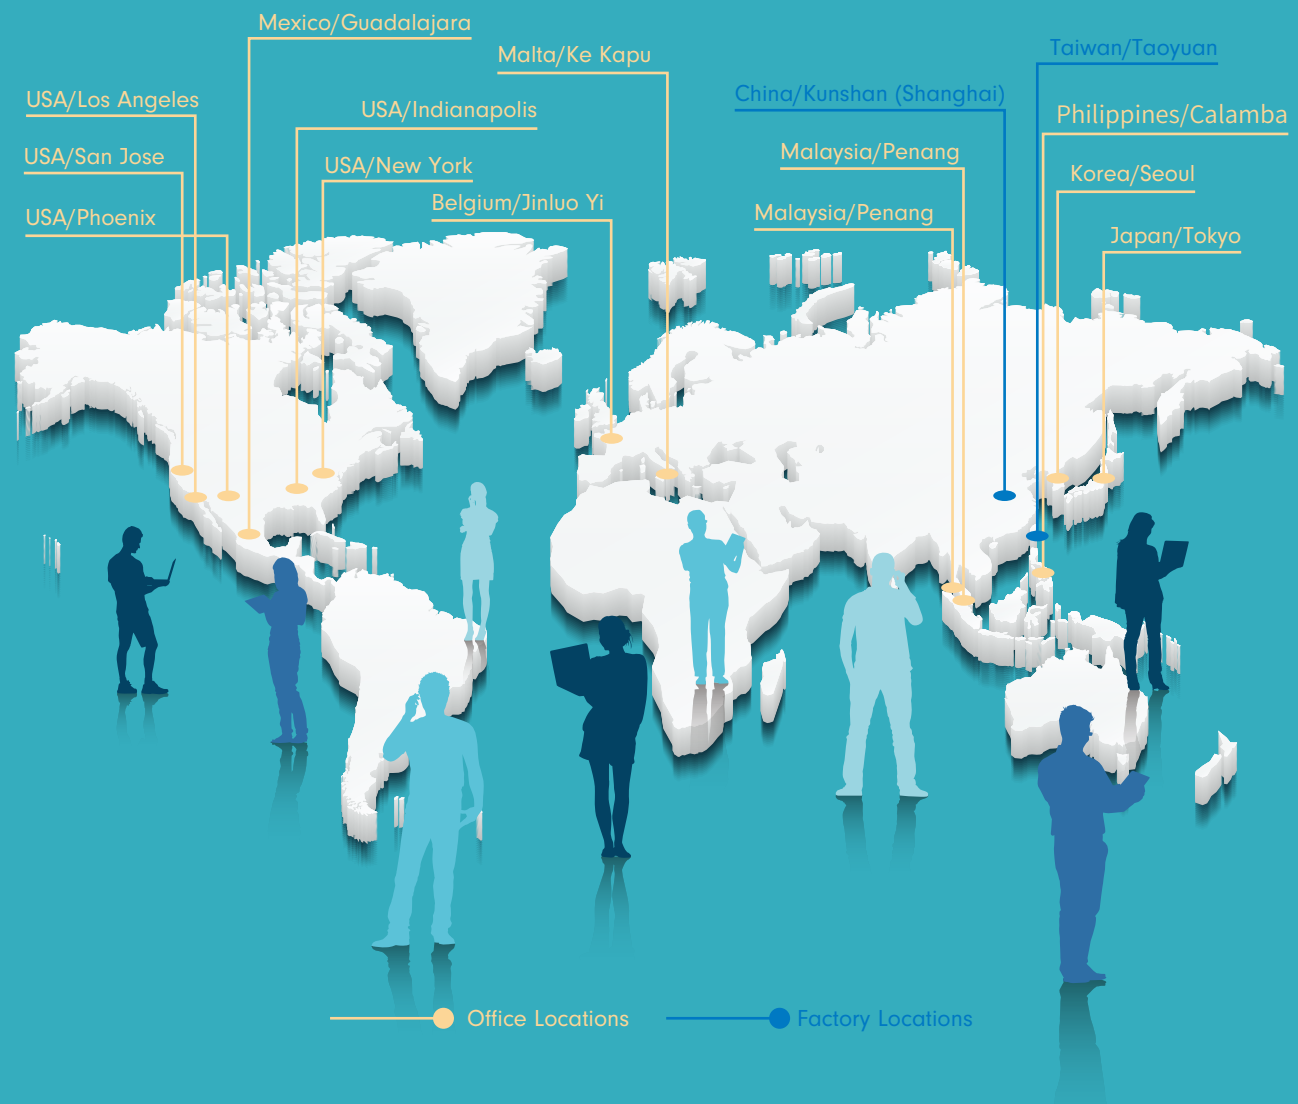 Mexico/Guadalajara
Malta/Ke Kapu
Taiwan/Taoyuan
USA/Los Angeles
USA/Indianapolis
China/Kunshan (Shanghai)
Philippines/Calamba
USA/San Jose
USA/New York
Malaysia/Penang
Korea/Seoul
USA/Phoenix
Belgium/Jinluo Yi
Malaysia/Penang
Japan/Tokyo
Office Locations
Factory Locations